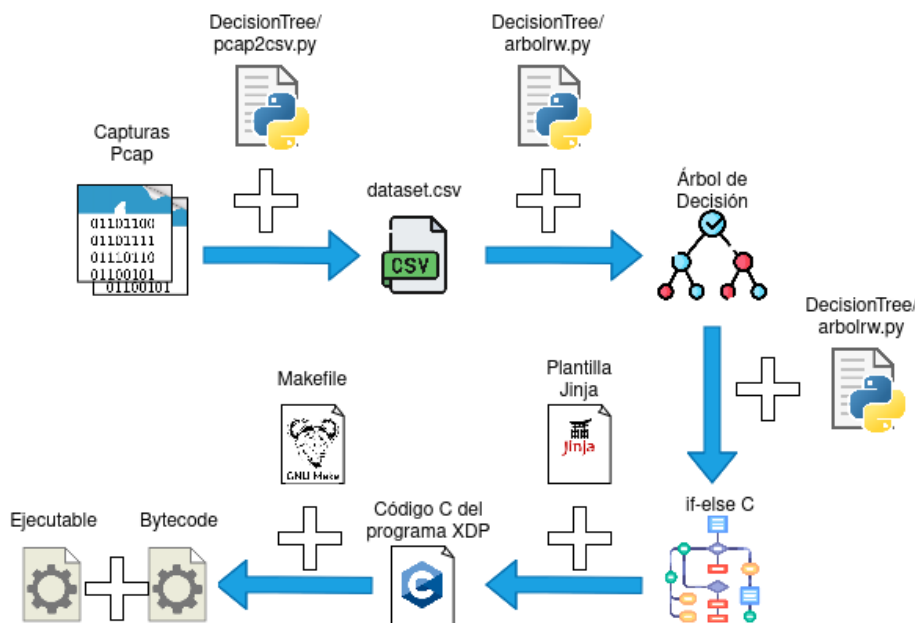 DecisionTree/
pcap2csv.py
DecisionTree/
arbolrw.py
Capturas
Pcap
01101100
01101111
01110110
01100101
01100101
dataset.csv
CSV
Árbol de
Decisión
DecisionTree/
arbolrw.py
Makefile
GNU Make
Plantilla
Jinja
Jinja
if-else C
Código C del
programa XDP
C
Bytecode
Ejecutable